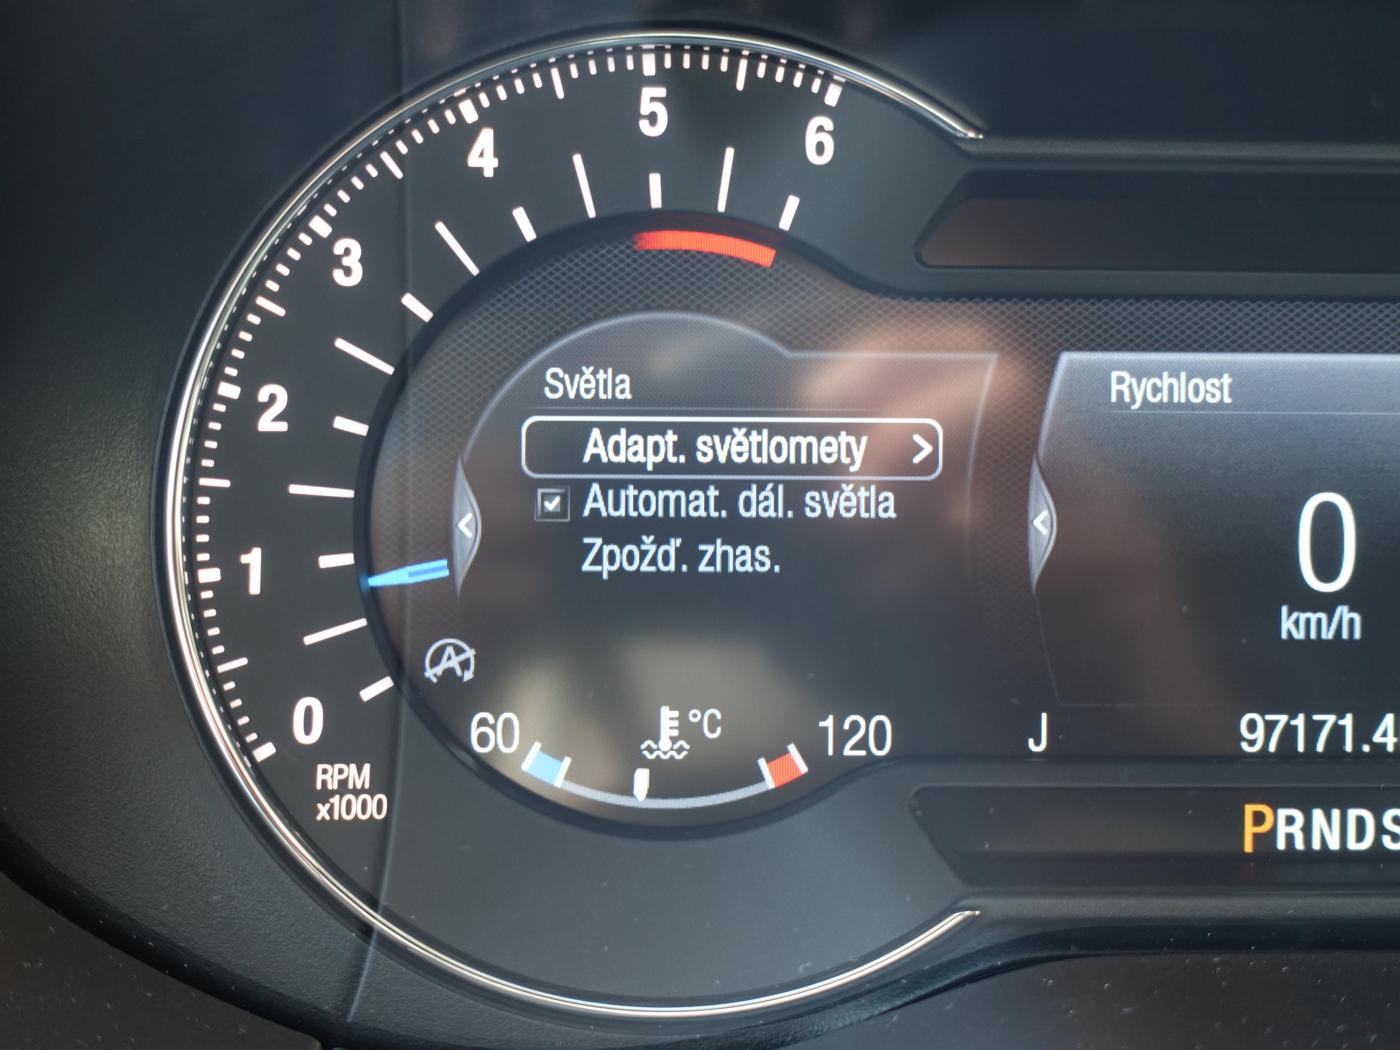 6
5
4
3
2
1
0
RPM
x1000
Světla
Adapt. světlomety
Automat. dál. světla
Zpožď. zhas.
A
60
°C
120
Rychlost
0
km/h
J
97171.4
PRNDS